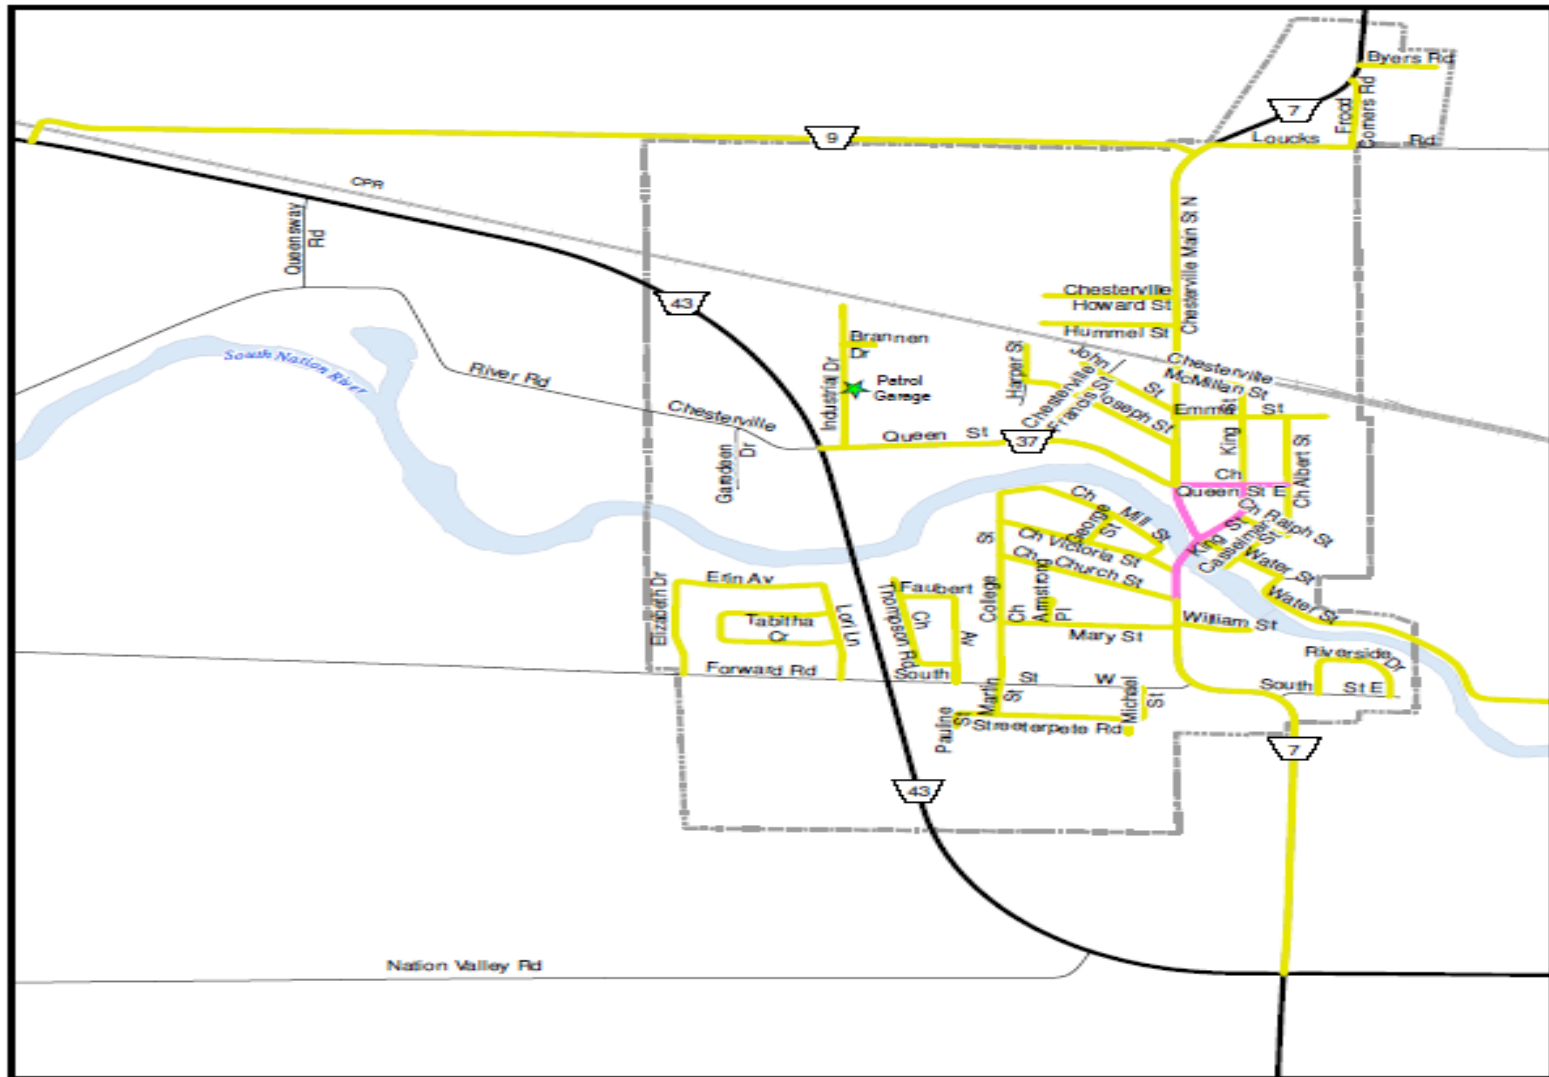 Byers Rd
7
Frood
Corners Rd
Loucks
Rd
9
CPR
Queensway
Rd
43
Chesterville Main St N
Chesterville
Howard St
Hummel St
South Nation River
River Rd
Chesterville
Brannen
Dr
Industrial Dr
Patrol
Garage
Harper St
John
St
Chesterville
Francis St
Joseph St
Chesterville
McMillan St
Emma St
King St
Queen St
37
Garedeen
Dr
Ch
Queen St E
Ch Albert St
Ch Ralph St
King St
Casselman
St
Water St
Water St
Ch
Mill St
George
St
Ch Victoria St
Ch Church St
College
St
Ch
Armstrong
Pl
Mary St
William St
Elizabeth Dr
Erin Av
Tabitha
Cr
Lori Ln
Forward Rd
Faubert
Av
Ch
Thompson Rd
South
St
W
Riverside
Dr
South
St E
Martin
St
Michael
St
Pauline
St
Streeterpete Rd
7
43
Nation Valley Rd